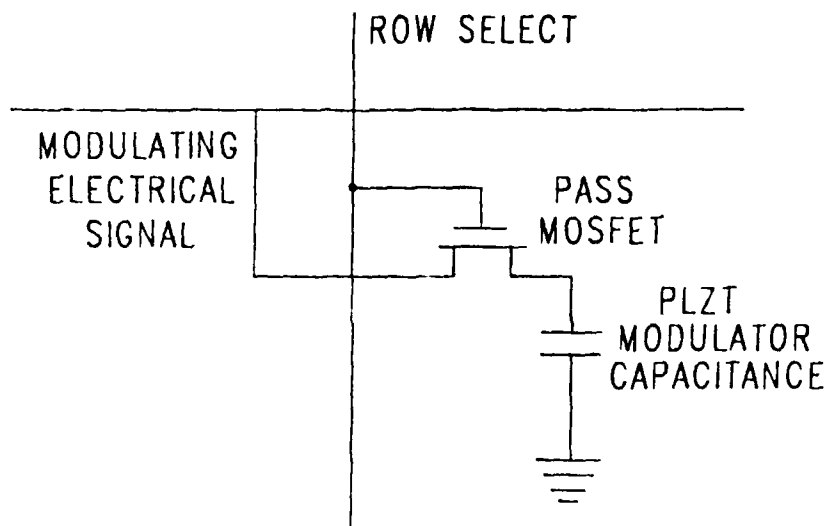 ROW SELECT
MODULATING
ELECTRICAL
SIGNAL
PASS
MOSFET
PLZT
MODULATOR
CAPACITANCE